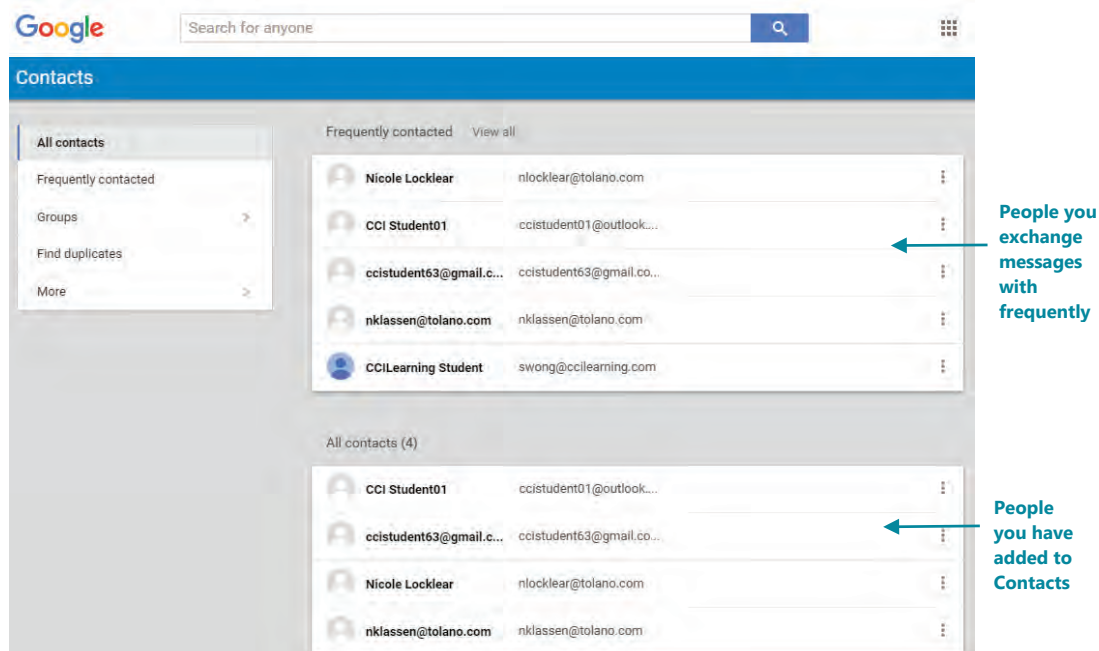 Google
Search for anyone
Contacts
All contacts
Frequently contacted
Groups
Find duplicates
More
Frequently contacted View all
Nicole Locklear nlocklear@tolano.com
CCI Student01 ccistudent01@outlook....
ccistudent63@gmail.c... ccistudent63@gmail.co...
nklassen@tolano.com nklassen@tolano.com
CCILearning Student swong@ccilearning.com
People you
exchange
messages
with
frequently
All contacts (4)
CCI Student01 ccistudent01@outlook....
ccistudent63@gmail.c... ccistudent63@gmail.co...
Nicole Locklear nlocklear@tolano.com
nklassen@tolano.com nklassen@tolano.com
People
you have
added to
Contacts